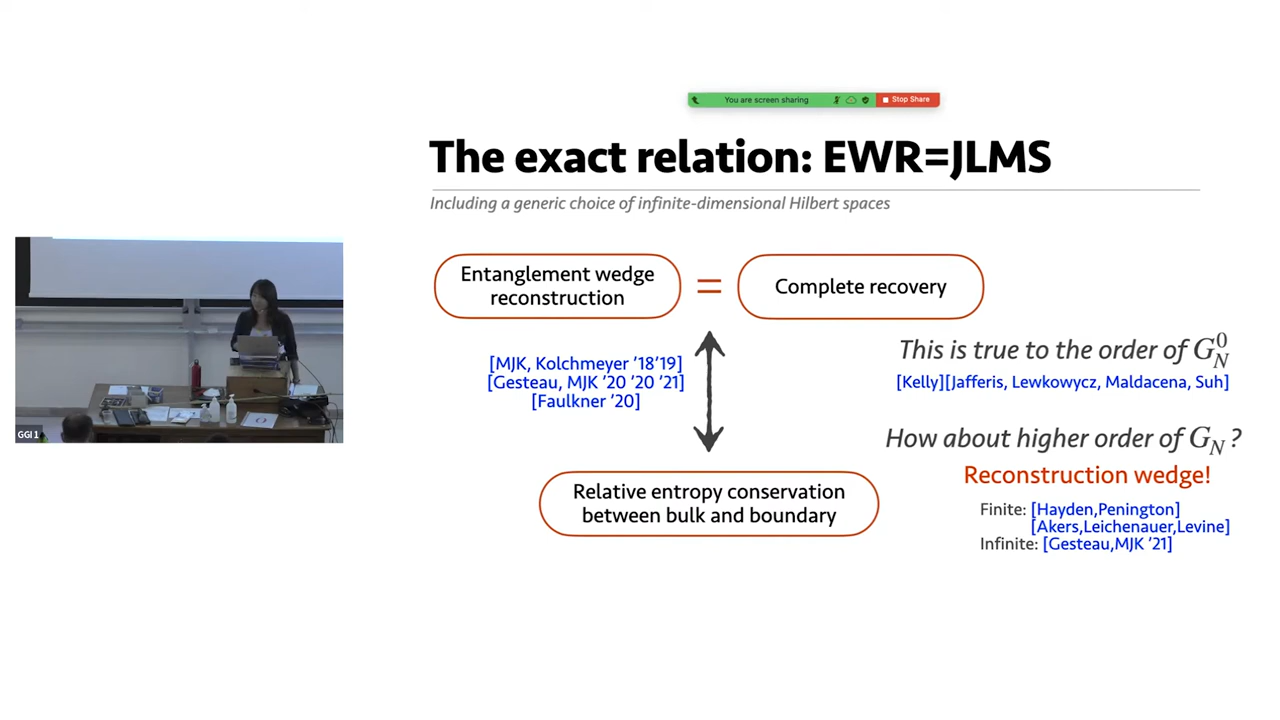 You are screen sharing
Stop Share
The exact relation: EWR=JLMS
Including a generic choice of infinite-dimensional Hilbert spaces
Entanglement wedge
reconstruction
=
Complete recovery
[MJK, Kolchmeyer '18'19]
[Gesteau, MJK '20 '20 '21]
[Faulkner '20]
This is true to the order of $G_N^0$
[Kelly][Jafferis, Lewkowycz, Maldacena, Suh]
How about higher order of $G_N$ ?
Reconstruction wedge!
Finite: [Hayden,Penington]
[Akers,Leichenauer,Levine]
Infinite: [Gesteau,MJK '21]
Relative entropy conservation
between bulk and boundary
GGI 1